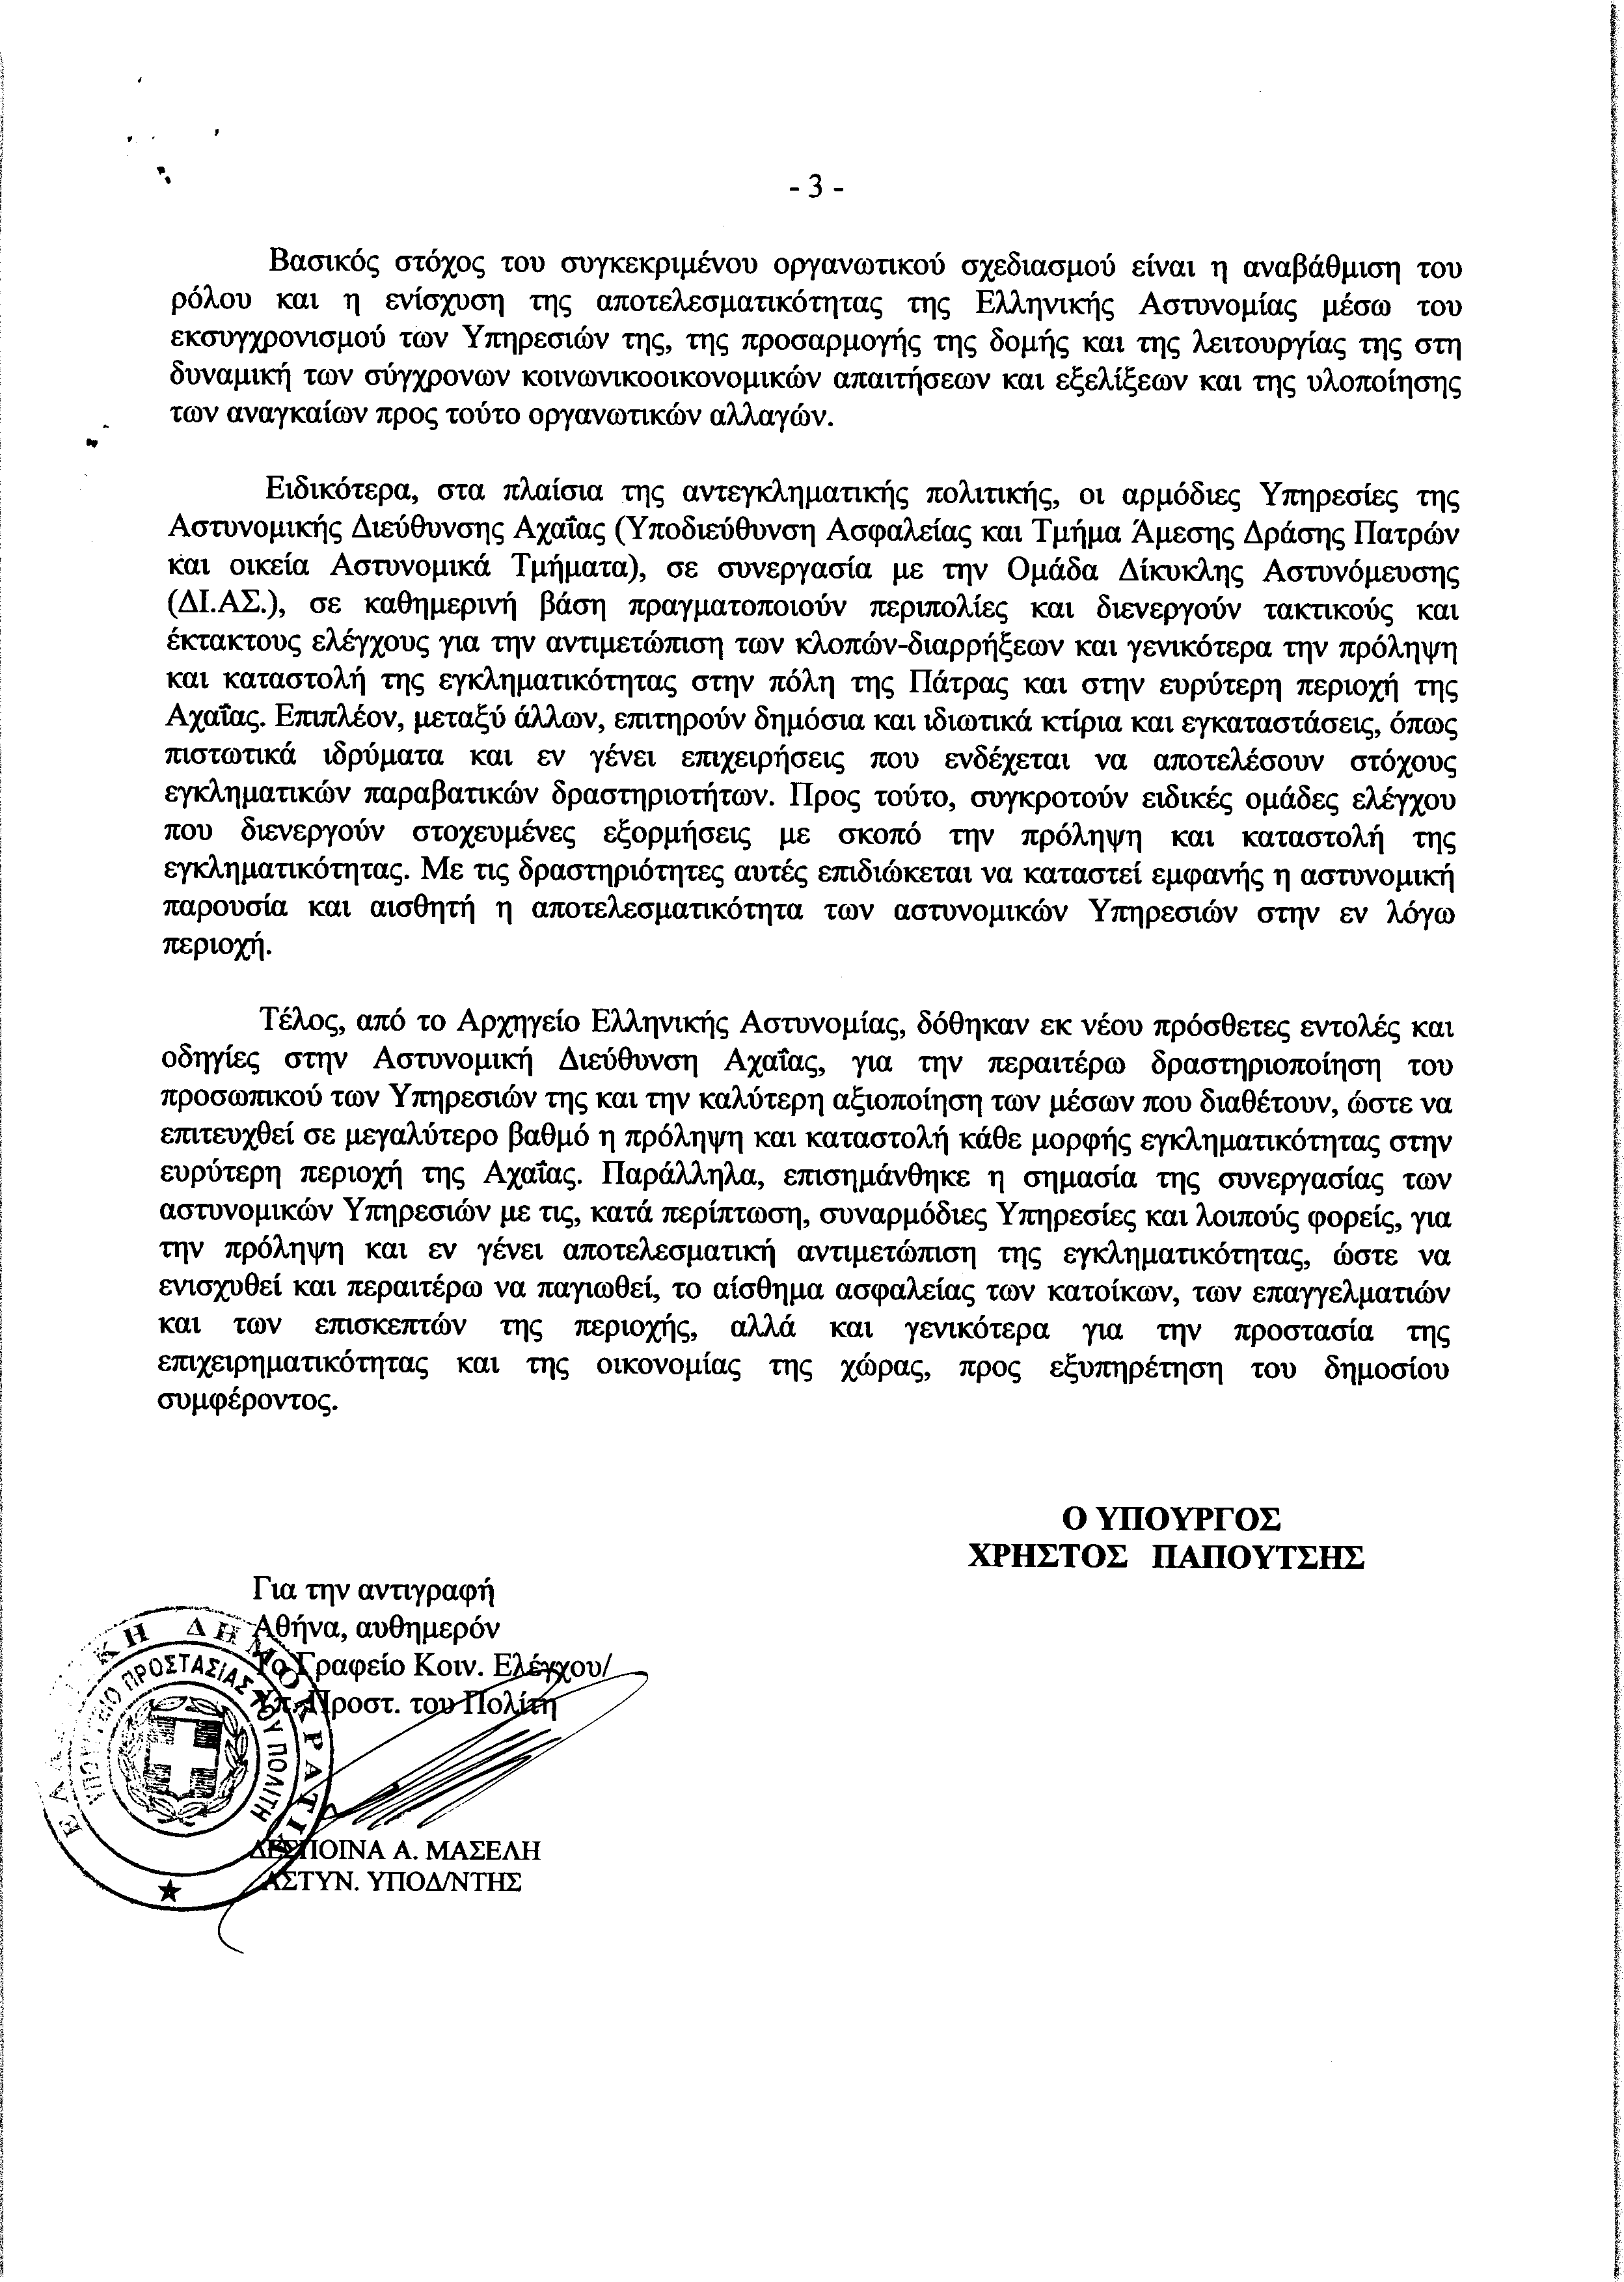 - 3 -
Βασικός στόχος του συγκεκριμένου οργανωτικού σχεδιασμού είναι η αναβάθμιση του
ρόλου και η ενίσχυση της αποτελεσματικότητας της Ελληνικής Αστυνομίας μέσω του
εκσυγχρονισμού των Υπηρεσιών της, της προσαρμογής της δομής και της λειτουργίας της στη
δυναμική των σύγχρονων κοινωνικοοικονομικών απαιτήσεων και εξελίξεων και της υλοποίησης
των αναγκαίων προς τούτο οργανωτικών αλλαγών.
Ειδικότερα, στα πλαίσια της αντεγκληματικής πολιτικής, οι αρμόδιες Υπηρεσίες της
Αστυνομικής Διεύθυνσης Αχαΐας (Υποδιεύθυνση Ασφαλείας και Τμήμα Άμεσης Δράσης Πατρών
και οικεία Αστυνομικά Τμήματα), σε συνεργασία με την Ομάδα Δίκυκλης Αστυνόμευσης
(ΔΙ.ΑΣ.), σε καθημερινή βάση πραγματοποιούν περιπολίες και διενεργούν τακτικούς και
έκτακτους ελέγχους για την αντιμετώπιση των κλοπών-διαρρήξεων και γενικότερα την πρόληψη
και καταστολή της εγκληματικότητας στην πόλη της Πάτρας και στην ευρύτερη περιοχή της
Αχαΐας. Επιπλέον, μεταξύ άλλων, επιτηρούν δημόσια και ιδιωτικά κτίρια και εγκαταστάσεις, όπως
πιστωτικά ιδρύματα και εν γένει επιχειρήσεις που ενδέχεται να αποτελέσουν στόχους
εγκληματικών παραβατικών δραστηριοτήτων. Προς τούτο, συγκροτούν ειδικές ομάδες ελέγχου
που διενεργούν στοχευμένες εξορμήσεις με σκοπό την πρόληψη και καταστολή της
εγκληματικότητας. Με τις δραστηριότητες αυτές επιδιώκεται να καταστεί εμφανής η αστυνομική
παρουσία και αισθητή η αποτελεσματικότητα των αστυνομικών Υπηρεσιών στην εν λόγω
περιοχή.
Τέλος, από το Αρχηγείο Ελληνικής Αστυνομίας, δόθηκαν εκ νέου πρόσθετες εντολές και
οδηγίες στην Αστυνομική Διεύθυνση Αχαΐας, για την περαιτέρω δραστηριοποίηση του
προσωπικού των Υπηρεσιών της και την καλύτερη αξιοποίηση των μέσων που διαθέτουν, ώστε να
επιτευχθεί σε μεγαλύτερο βαθμό η πρόληψη και καταστολή κάθε μορφής εγκληματικότητας στην
ευρύτερη περιοχή της Αχαΐας. Παράλληλα, επισημάνθηκε η σημασία της συνεργασίας των
αστυνομικών Υπηρεσιών με τις, κατά περίπτωση, συναρμόδιες Υπηρεσίες και λοιπούς φορείς, για
την πρόληψη και εν γένει αποτελεσματική αντιμετώπιση της εγκληματικότητας, ώστε να
ενισχυθεί και περαιτέρω να παγιωθεί, το αίσθημα ασφαλείας των κατοίκων, των επαγγελματιών
και των επισκεπτών της περιοχής, αλλά και γενικότερα για την προστασία της
επιχειρηματικότητας και της οικονομίας της χώρας, προς εξυπηρέτηση του δημοσίου
συμφέροντος.
Ο ΥΠΟΥΡΓΟΣ
ΧΡΗΣΤΟΣ ΠΑΠΟΥΤΣΗΣ
Για την αντιγραφή
Αθήνα, αυθημερόν
Το Γραφείο Κοιν. Ελέγχου/
Υπ. Προστ. του Πολίτη
ΕΛΛΗΝΙΚΗ ΔΗΜΟΚΡΑΤΙΑ
ΥΠΟΥΡΓΕΙΟ ΠΡΟΣΤΑΣΙΑΣ ΤΟΥ ΠΟΛΙΤΗ
ΔΕΣΠΟΙΝΑ Α. ΜΑΣΕΛΗ
ΑΣΤΥΝ. ΥΠΟΔ/ΝΤΗΣ